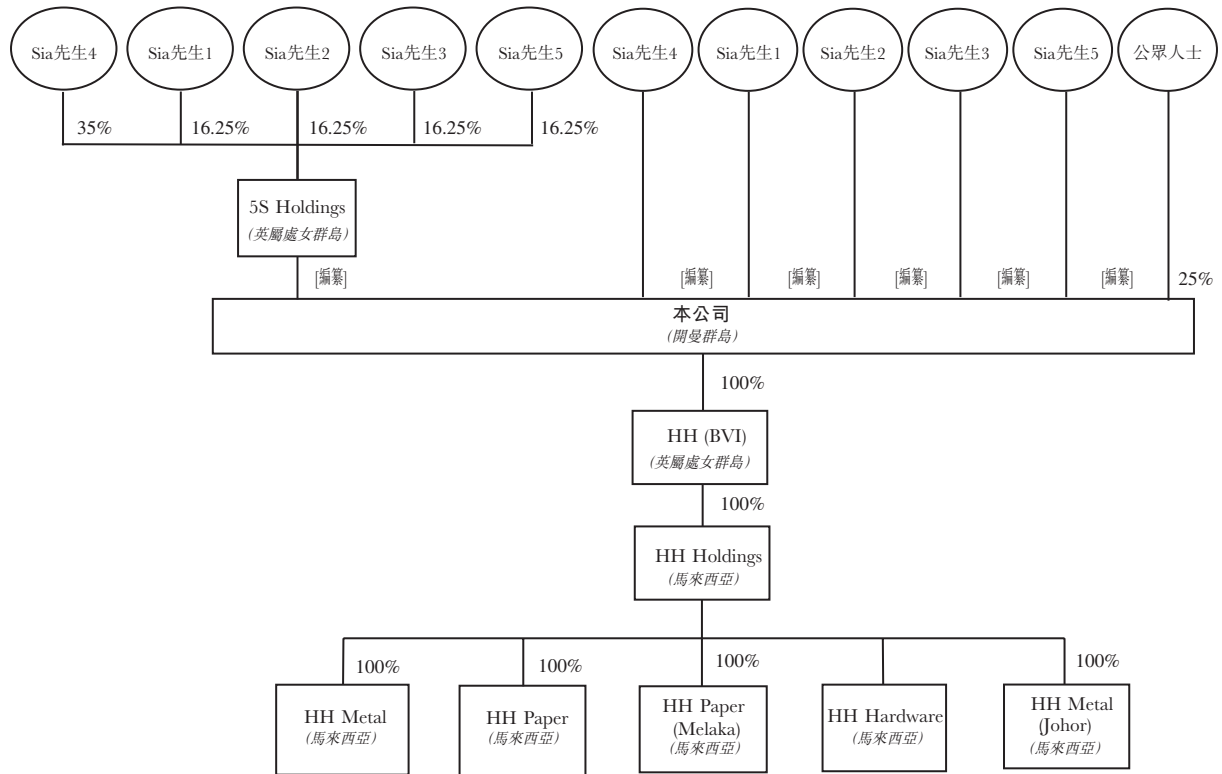 Sia先生4
Sia先生1
Sia先生2
Sia先生3
Sia先生5
Sia先生4
Sia先生1
Sia先生2
Sia先生3
Sia先生5
公眾人士
35%
16.25%
16.25%
16.25%
16.25%
5S Holdings
(英屬處女群島)
[編纂]
[編纂]
[編纂]
[編纂]
[編纂]
[編纂]
25%
本公司
(開曼群島)
100%
HH (BVI)
(英屬處女群島)
100%
HH Holdings
(馬來西亞)
100%
100%
100%
100%
HH Metal
(馬來西亞)
HH Paper
(馬來西亞)
HH Paper
(Melaka)
(馬來西亞)
HH Hardware
(馬來西亞)
HH Metal
(Johor)
(馬來西亞)